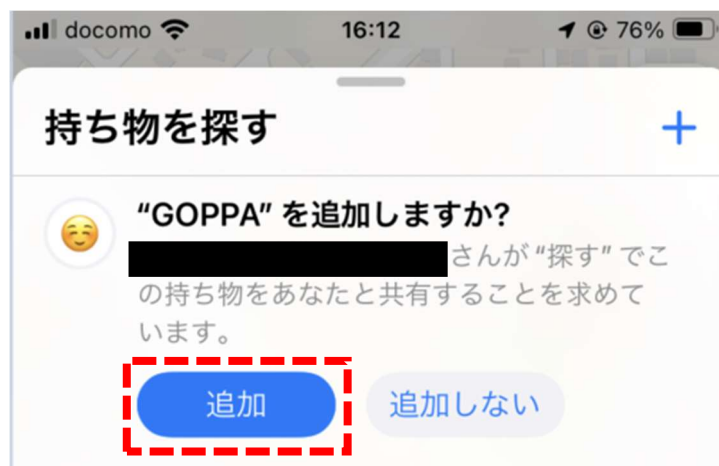 docomo 16:12 76%
持ち物を探す
“GOPPA” を追加しますか?
さんが “探す” でこ
の持ち物をあなたと共有することを求めて
います。
追加 追加しない